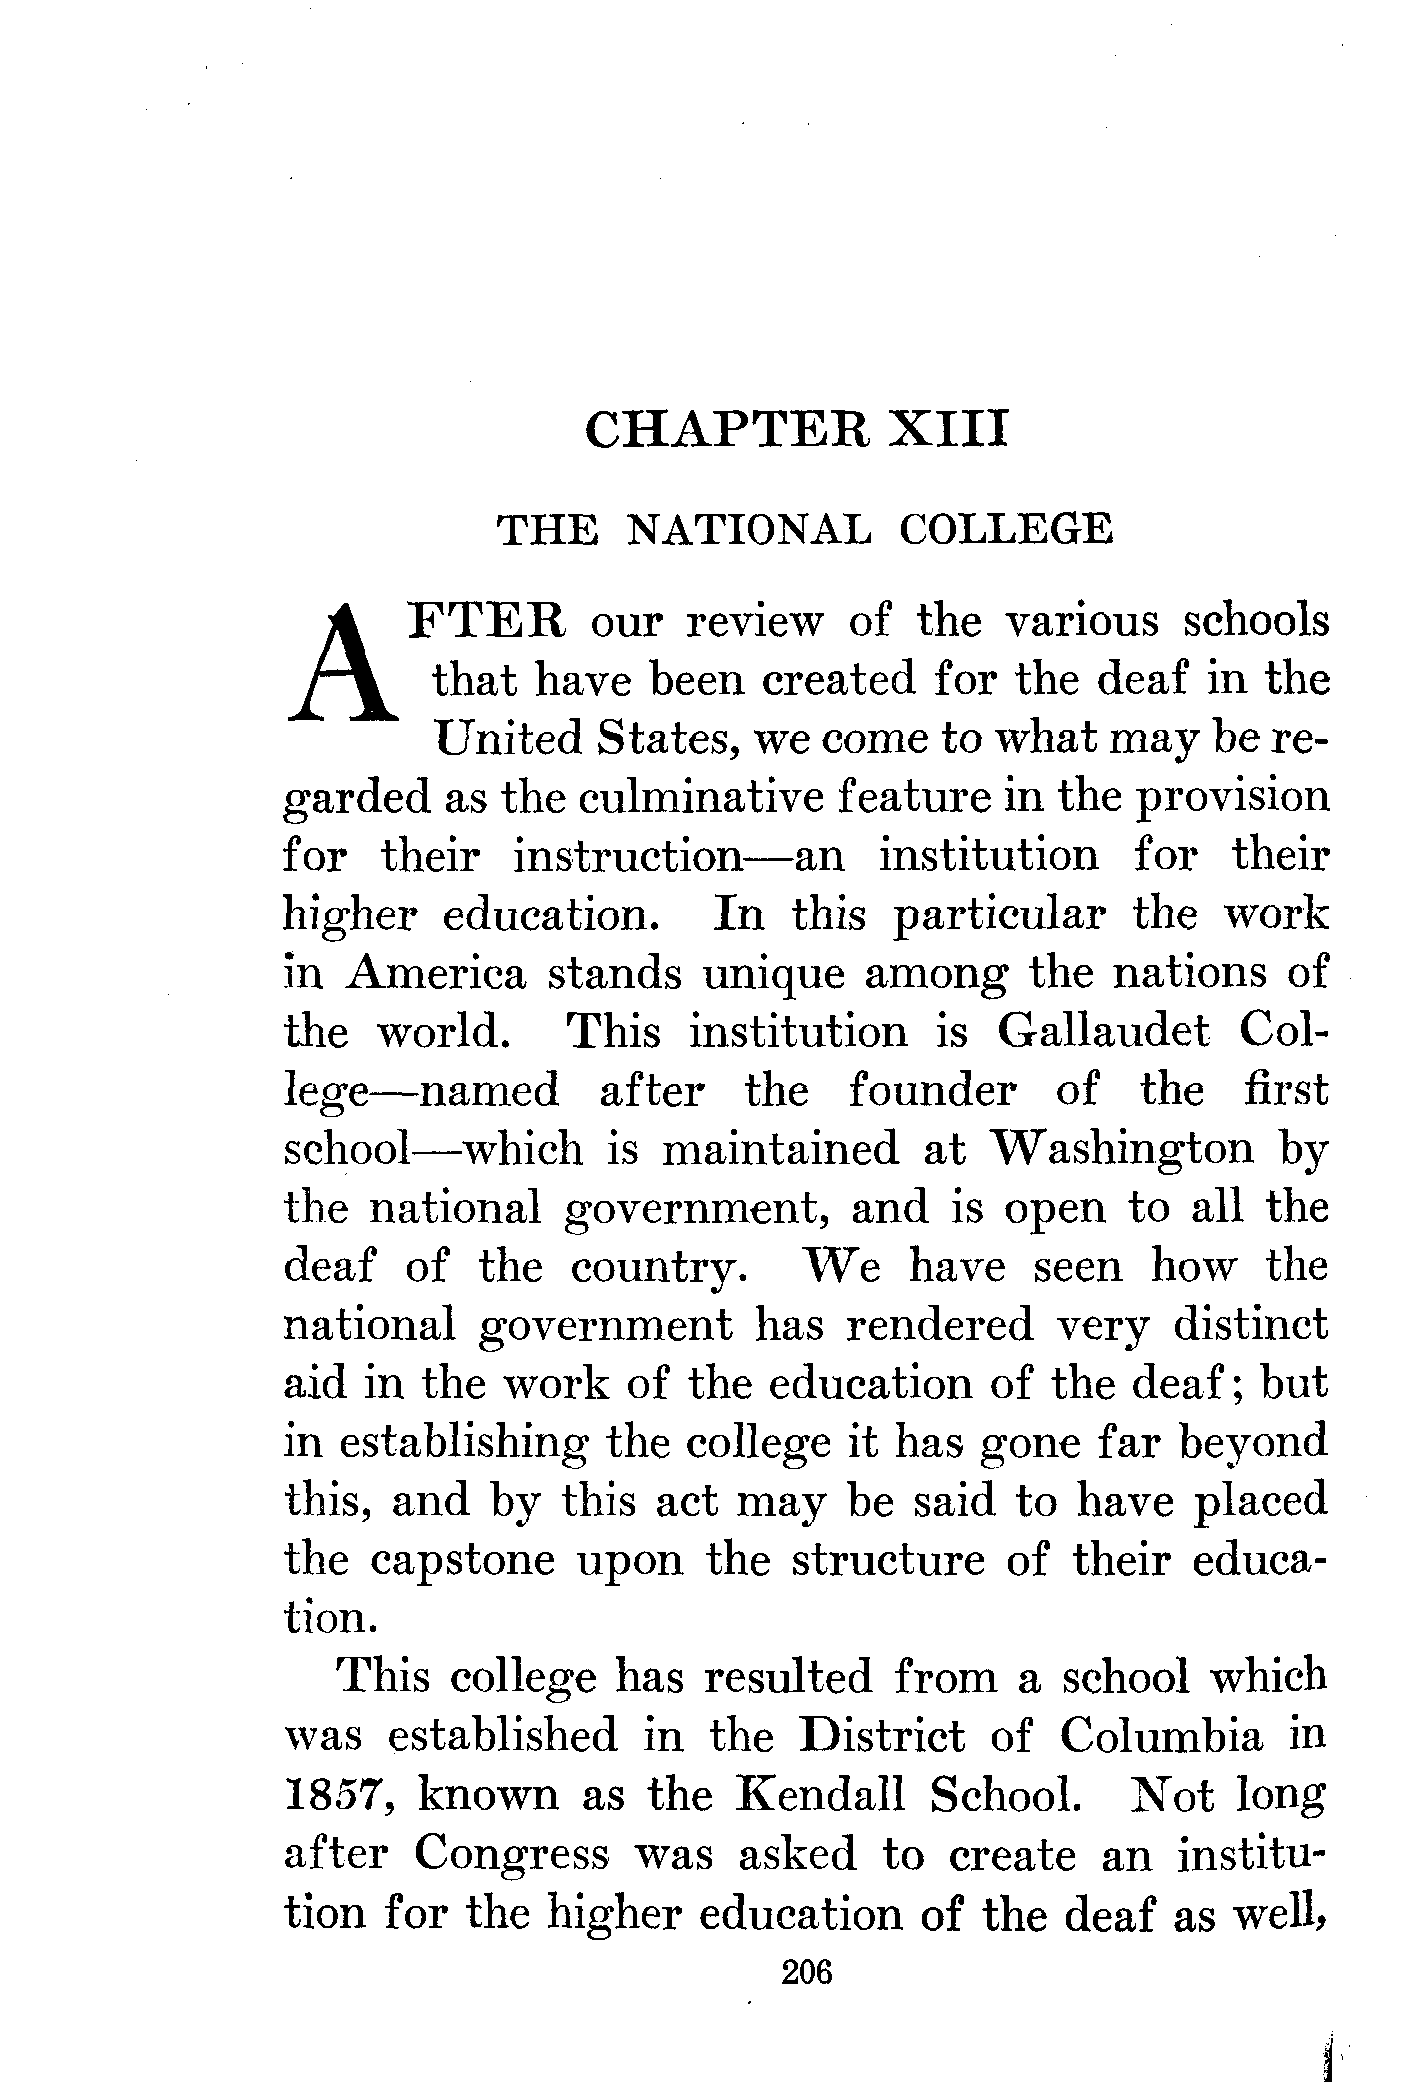 CHAPTER XIII
THE NATIONAL COLLEGE
AFTER our review of the various schools
that have been created for the deaf in the
United States, we come to what may be re-
garded as the culminative feature in the provision
for their instruction—an institution for their
higher education. In this particular the work
in America stands unique among the nations of
the world. This institution is Gallaudet Col-
lege—named after the founder of the first
school—which is maintained at Washington by
the national government, and is open to all the
deaf of the country. We have seen how the
national government has rendered very distinct
aid in the work of the education of the deaf; but
in establishing the college it has gone far beyond
this, and by this act may be said to have placed
the capstone upon the structure of their educa-
tion.
This college has resulted from a school which
was established in the District of Columbia in
1857, known as the Kendall School. Not long
after Congress was asked to create an institu-
tion for the higher education of the deaf as well,
206